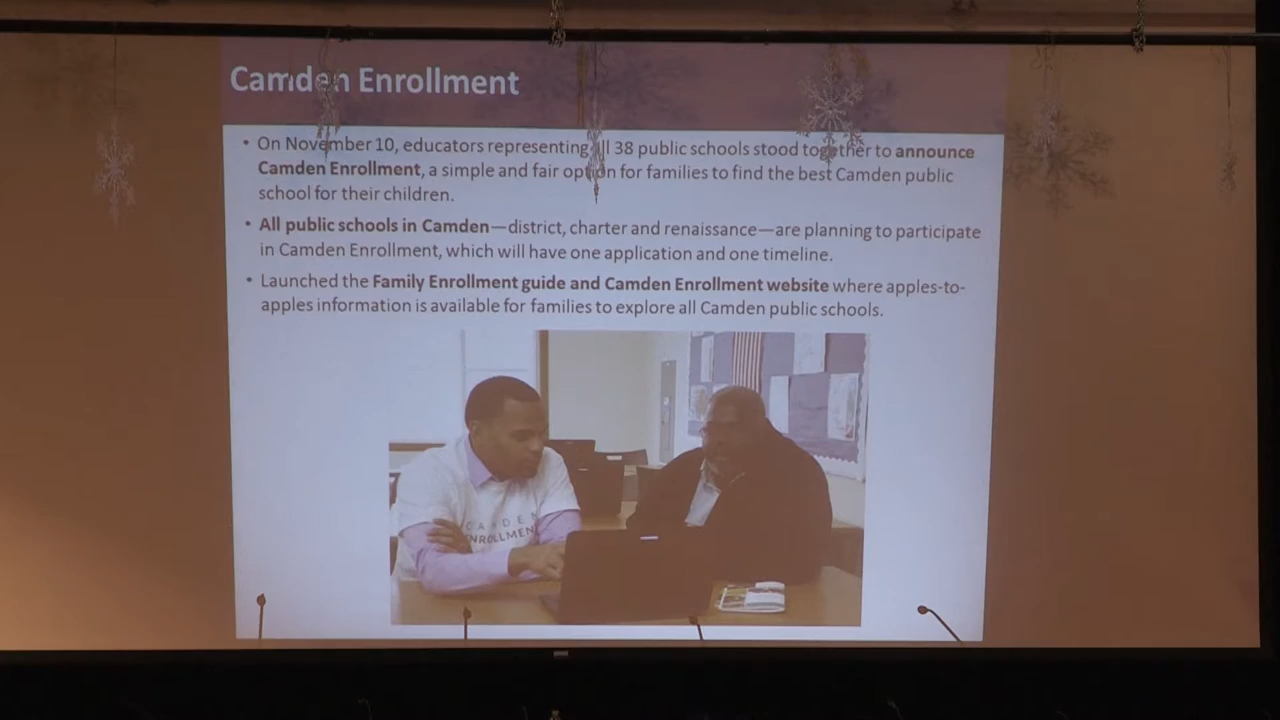 Camden Enrollment
• On November 10, educators representing all 38 public schools stood together to announce
Camden Enrollment, a simple and fair option for families to find the best Camden public
school for their children.
• All public schools in Camden—district, charter and renaissance—are planning to participate
in Camden Enrollment, which will have one application and one timeline.
• Launched the Family Enrollment guide and Camden Enrollment website where apples-to-
apples information is available for families to explore all Camden public schools.
CAMDEN
ENROLLMENT